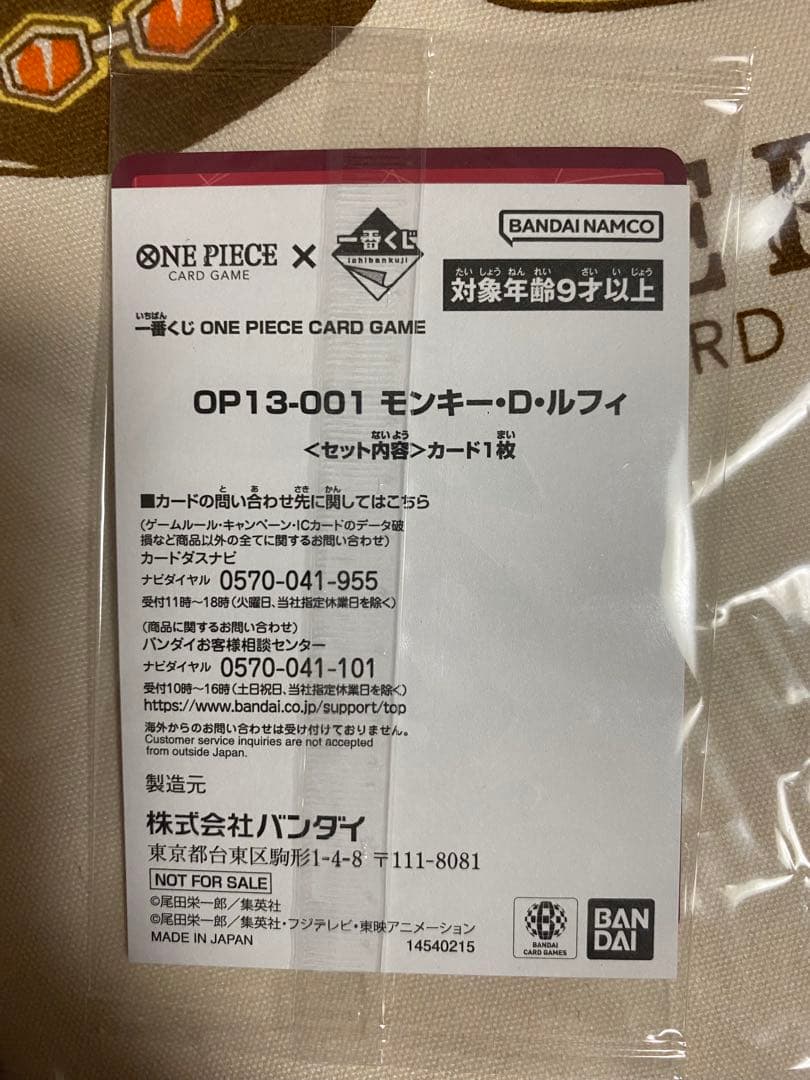 ONE PIECE
CARD GAME
×
一番くじ
ichibankuji
BANDAI NAMCO
たいしょうねんれい ざいいじょう
対象年齢9才以上
いちばん
一番くじ ONE PIECE CARD GAME
OP13-001 モンキー・D・ルフィ
ないよう まい
<セット内容>カード1枚
と あ さき かん
■カードの問い合わせ先に関してはこちら
(ゲームルール・キャンペーン・ICカードのデータ破
損など商品以外の全てに関するお問い合わせ)
カードダスナビ
ナビダイヤル 0570-041-955
受付11時~18時(火曜日、当社指定休業日を除く)
(商品に関するお問い合わせ)
バンダイお客様相談センター
ナビダイヤル 0570-041-101
受付10時~16時(土日祝日、当社指定休業日を除く)
https://www.bandai.co.jp/support/top
海外からのお問い合わせは受け付けておりません。
Customer service inquiries are not accepted
from outside Japan.
製造元
株式会社バンダイ
東京都台東区駒形1-4-8 〒111-8081
NOT FOR SALE
©尾田栄一郎/集英社
©尾田栄一郎/集英社・フジテレビ・東映アニメーション
MADE IN JAPAN
14540215
BANDAI
CARD GAMES
BAN
DAI
RD